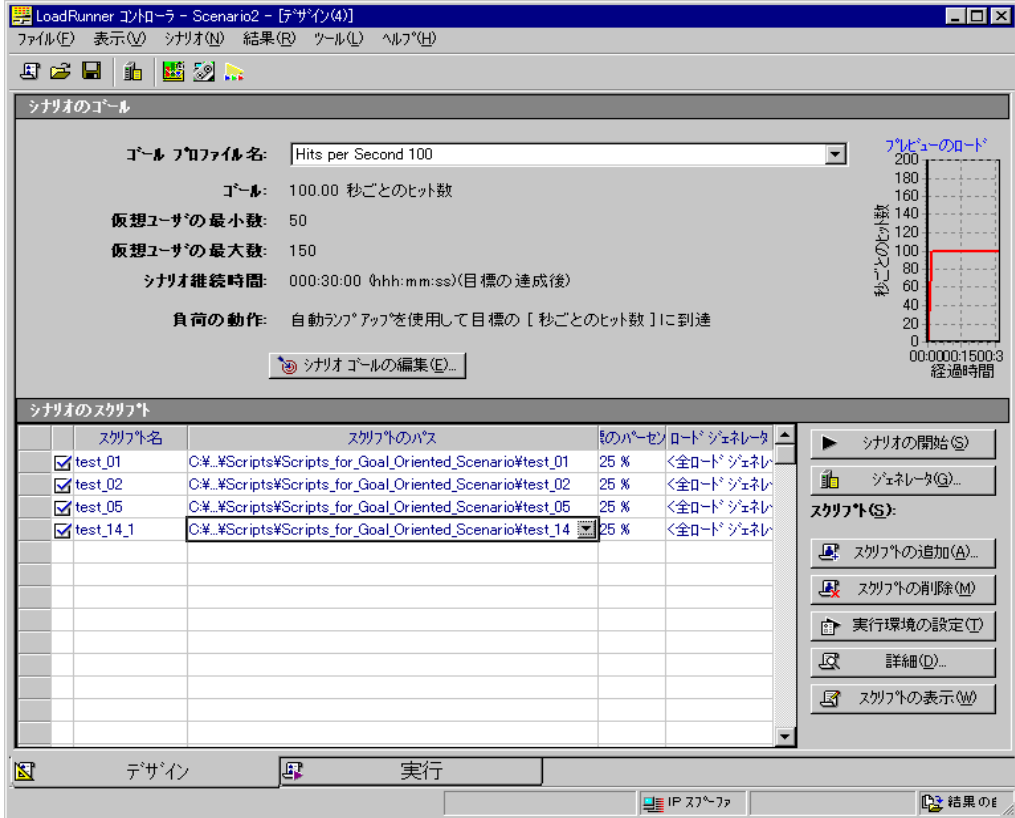 LoadRunner コントローラ - Scenario2 - [デザイン(4)]
ファイル(F) 表示(V) シナリオ(N) 結果(R) ツール(L) ヘルプ(H)
シナリオのゴール
ゴール プロファイル名: Hits per Second 100
ゴール: 100.00 秒ごとのヒット数
仮想ユーザの最小数: 50
仮想ユーザの最大数: 150
シナリオ継続時間: 000:30:00 (hhh:mm:ss)(目標の達成後)
負荷の動作: 自動ランプアップを使用して目標の [ 秒ごとのヒット数 ]に到達
シナリオ ゴールの編集(E)...
プレビューのロード
秒ごとのヒット数
200
180
160
140
120
100
80
60
40
20
0
00:0000:1500:3
経過時間
シナリオのスクリプト
スクリプト名 スクリプトのパス のパーセン ロード ジェネレータ
test_01 C:¥...¥Scripts¥Scripts_for_Goal_Oriented_Scenario¥test_01 25 % <全ロード ジェネレ
test_02 C:¥...¥Scripts¥Scripts_for_Goal_Oriented_Scenario¥test_02 25 % <全ロード ジェネレ
test_05 C:¥...¥Scripts¥Scripts_for_Goal_Oriented_Scenario¥test_05 25 % <全ロード ジェネレ
test_14_1 C:¥...¥Scripts¥Scripts_for_Goal_Oriented_Scenario¥test_14 25 % <全ロード ジェネレ
シナリオの開始(S)
ジェネレータ(G)...
スクリプト(S):
スクリプトの追加(A)...
スクリプトの削除(M)
実行環境の設定(T)
詳細(D)...
スクリプトの表示(W)
デザイン 実行
IP スプーファ 結果の